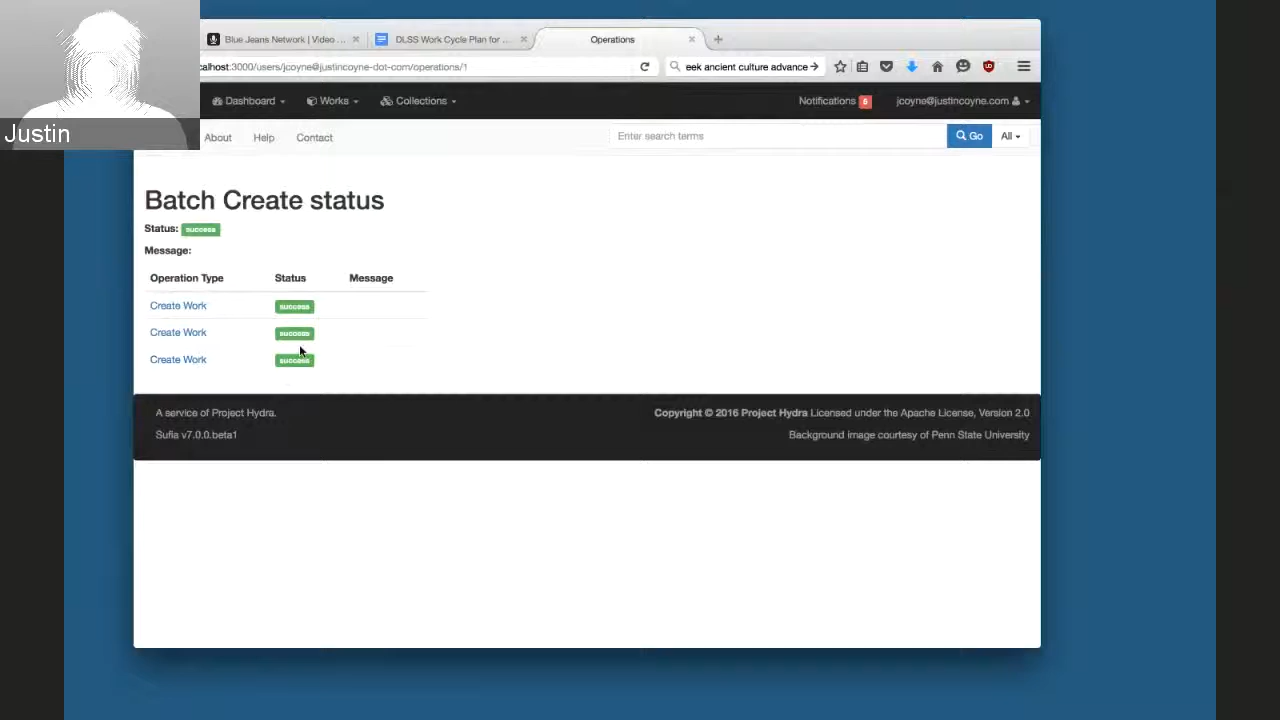 Blue Jeans Network | Video ...
DLSS Work Cycle Plan for ...
Operations
calhost:3000/users/jcoyne@justincoyne-dot-com/operations/1
eek ancient culture advance
Dashboard
Works
Collections
Notifications 6
jcoyne@justincoyne.com
Justin
About
Help
Contact
Enter search terms
Go
All
Batch Create status
Status: success
Message:
Operation Type Status Message
Create Work success
Create Work success
Create Work success
A service of Project Hydra.
Copyright © 2016 Project Hydra Licensed under the Apache License, Version 2.0
Sufia v7.0.0.beta1
Background image courtesy of Penn State University